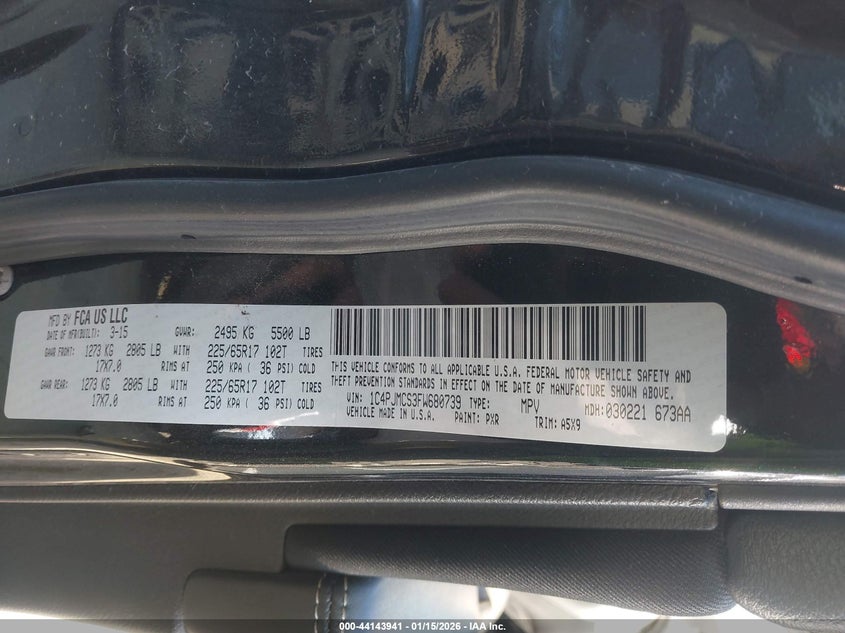 MFD BY FCA US LLC
DATE OF MFR(BUILT): 3-15 GVWR: 2495 KG 5500 LB
GAWR FRONT: 1273 KG 2805 LB WITH 225/65R17 102T TIRES
17X7.0 RIMS AT 250 KPA ( 36 PSI) COLD
GAWR REAR: 1273 KG 2805 LB WITH 225/65R17 102T TIRES
17X7.0 RIMS AT 250 KPA ( 36 PSI) COLD
THIS VEHICLE CONFORMS TO ALL APPLICABLE U.S.A. FEDERAL MOTOR VEHICLE SAFETY AND
THEFT PREVENTION STANDARDS IN EFFECT ON THE DATE OF MANUFACTURE SHOWN ABOVE.
VIN: 1C4PJMCS3FW680739 TYPE: MPV MDH:030221 673AA
VEHICLE MADE IN U.S.A. PAINT: PXR TRIM: A5X9
000-44143941 - 01/15/2026 - IAA Inc.